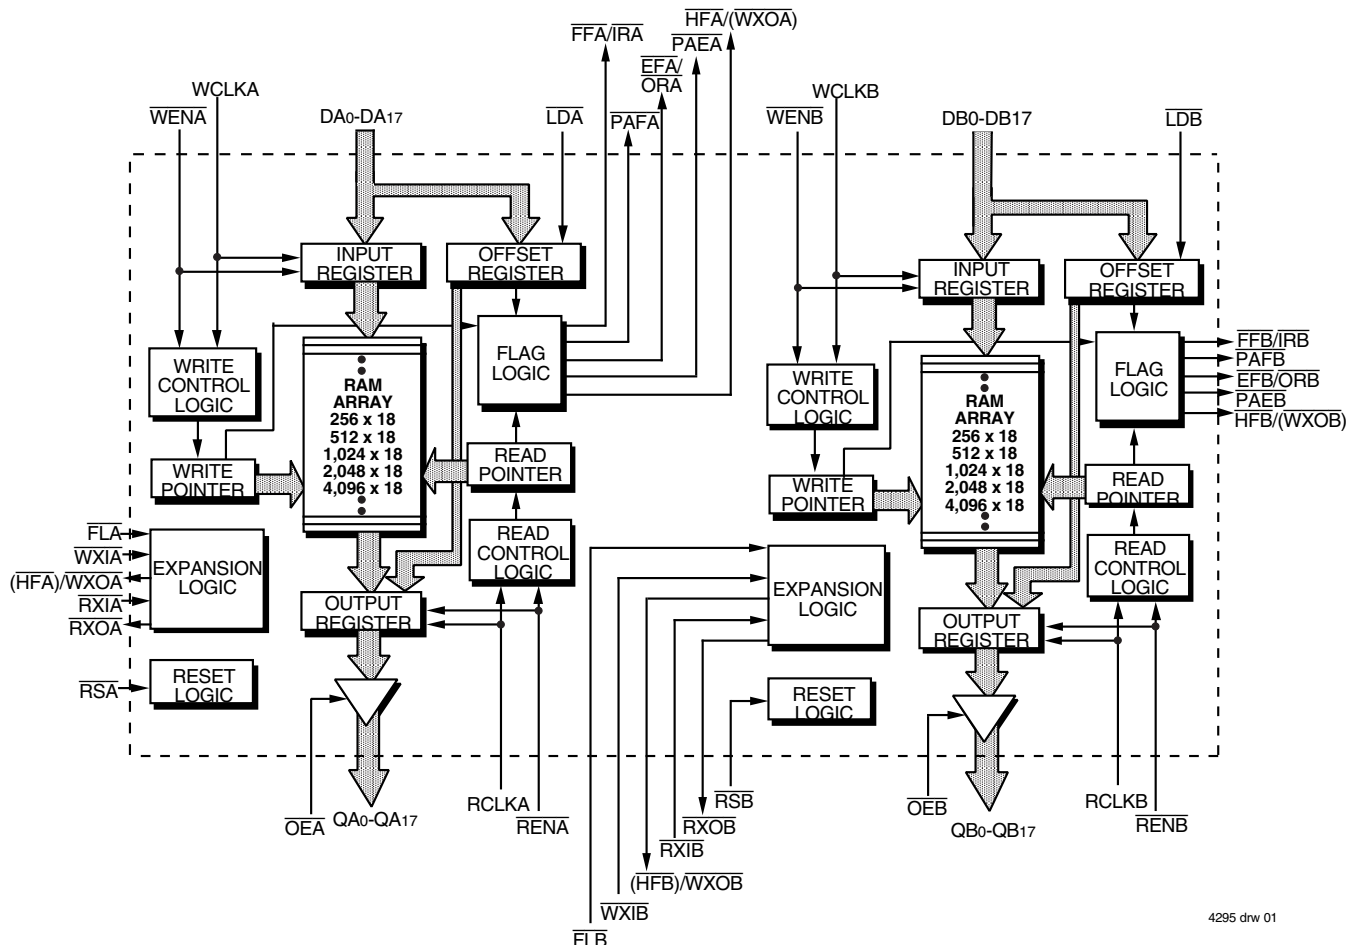 HFA/(WXOA)
FFA/IRA
PAEA
EFA/
ORA
WCLKA
WENA
DA0-DA17
LDA
PAFA
WCLKB
WENB
DB0-DB17
LDB
INPUT
REGISTER
OFFSET
REGISTER
INPUT
REGISTER
OFFSET
REGISTER
WRITE
CONTROL
LOGIC
RAM
ARRAY
256 x 18
512 x 18
1,024 x 18
2,048 x 18
4,096 x 18
FLAG
LOGIC
WRITE
CONTROL
LOGIC
RAM
ARRAY
256 x 18
512 x 18
1,024 x 18
2,048 x 18
4,096 x 18
FLAG
LOGIC
FFB/IRB
PAFB
EFB/ORB
PAEB
HFB/(WXOB)
WRITE
POINTER
READ
POINTER
WRITE
POINTER
READ
POINTER
FLA
WXIA
(HFA)/WXOA
RXIA
RXOA
EXPANSION
LOGIC
READ
CONTROL
LOGIC
EXPANSION
LOGIC
READ
CONTROL
LOGIC
OUTPUT
REGISTER
OUTPUT
REGISTER
RSA
RESET
LOGIC
RESET
LOGIC
OEA
QA0-QA17
RCLKA
RENA
RSB
RXOB
RXIB
(HFB)/WXOB
WXIB
FLB
OEB
QB0-QB17
RCLKB
RENB
4295 drw 01